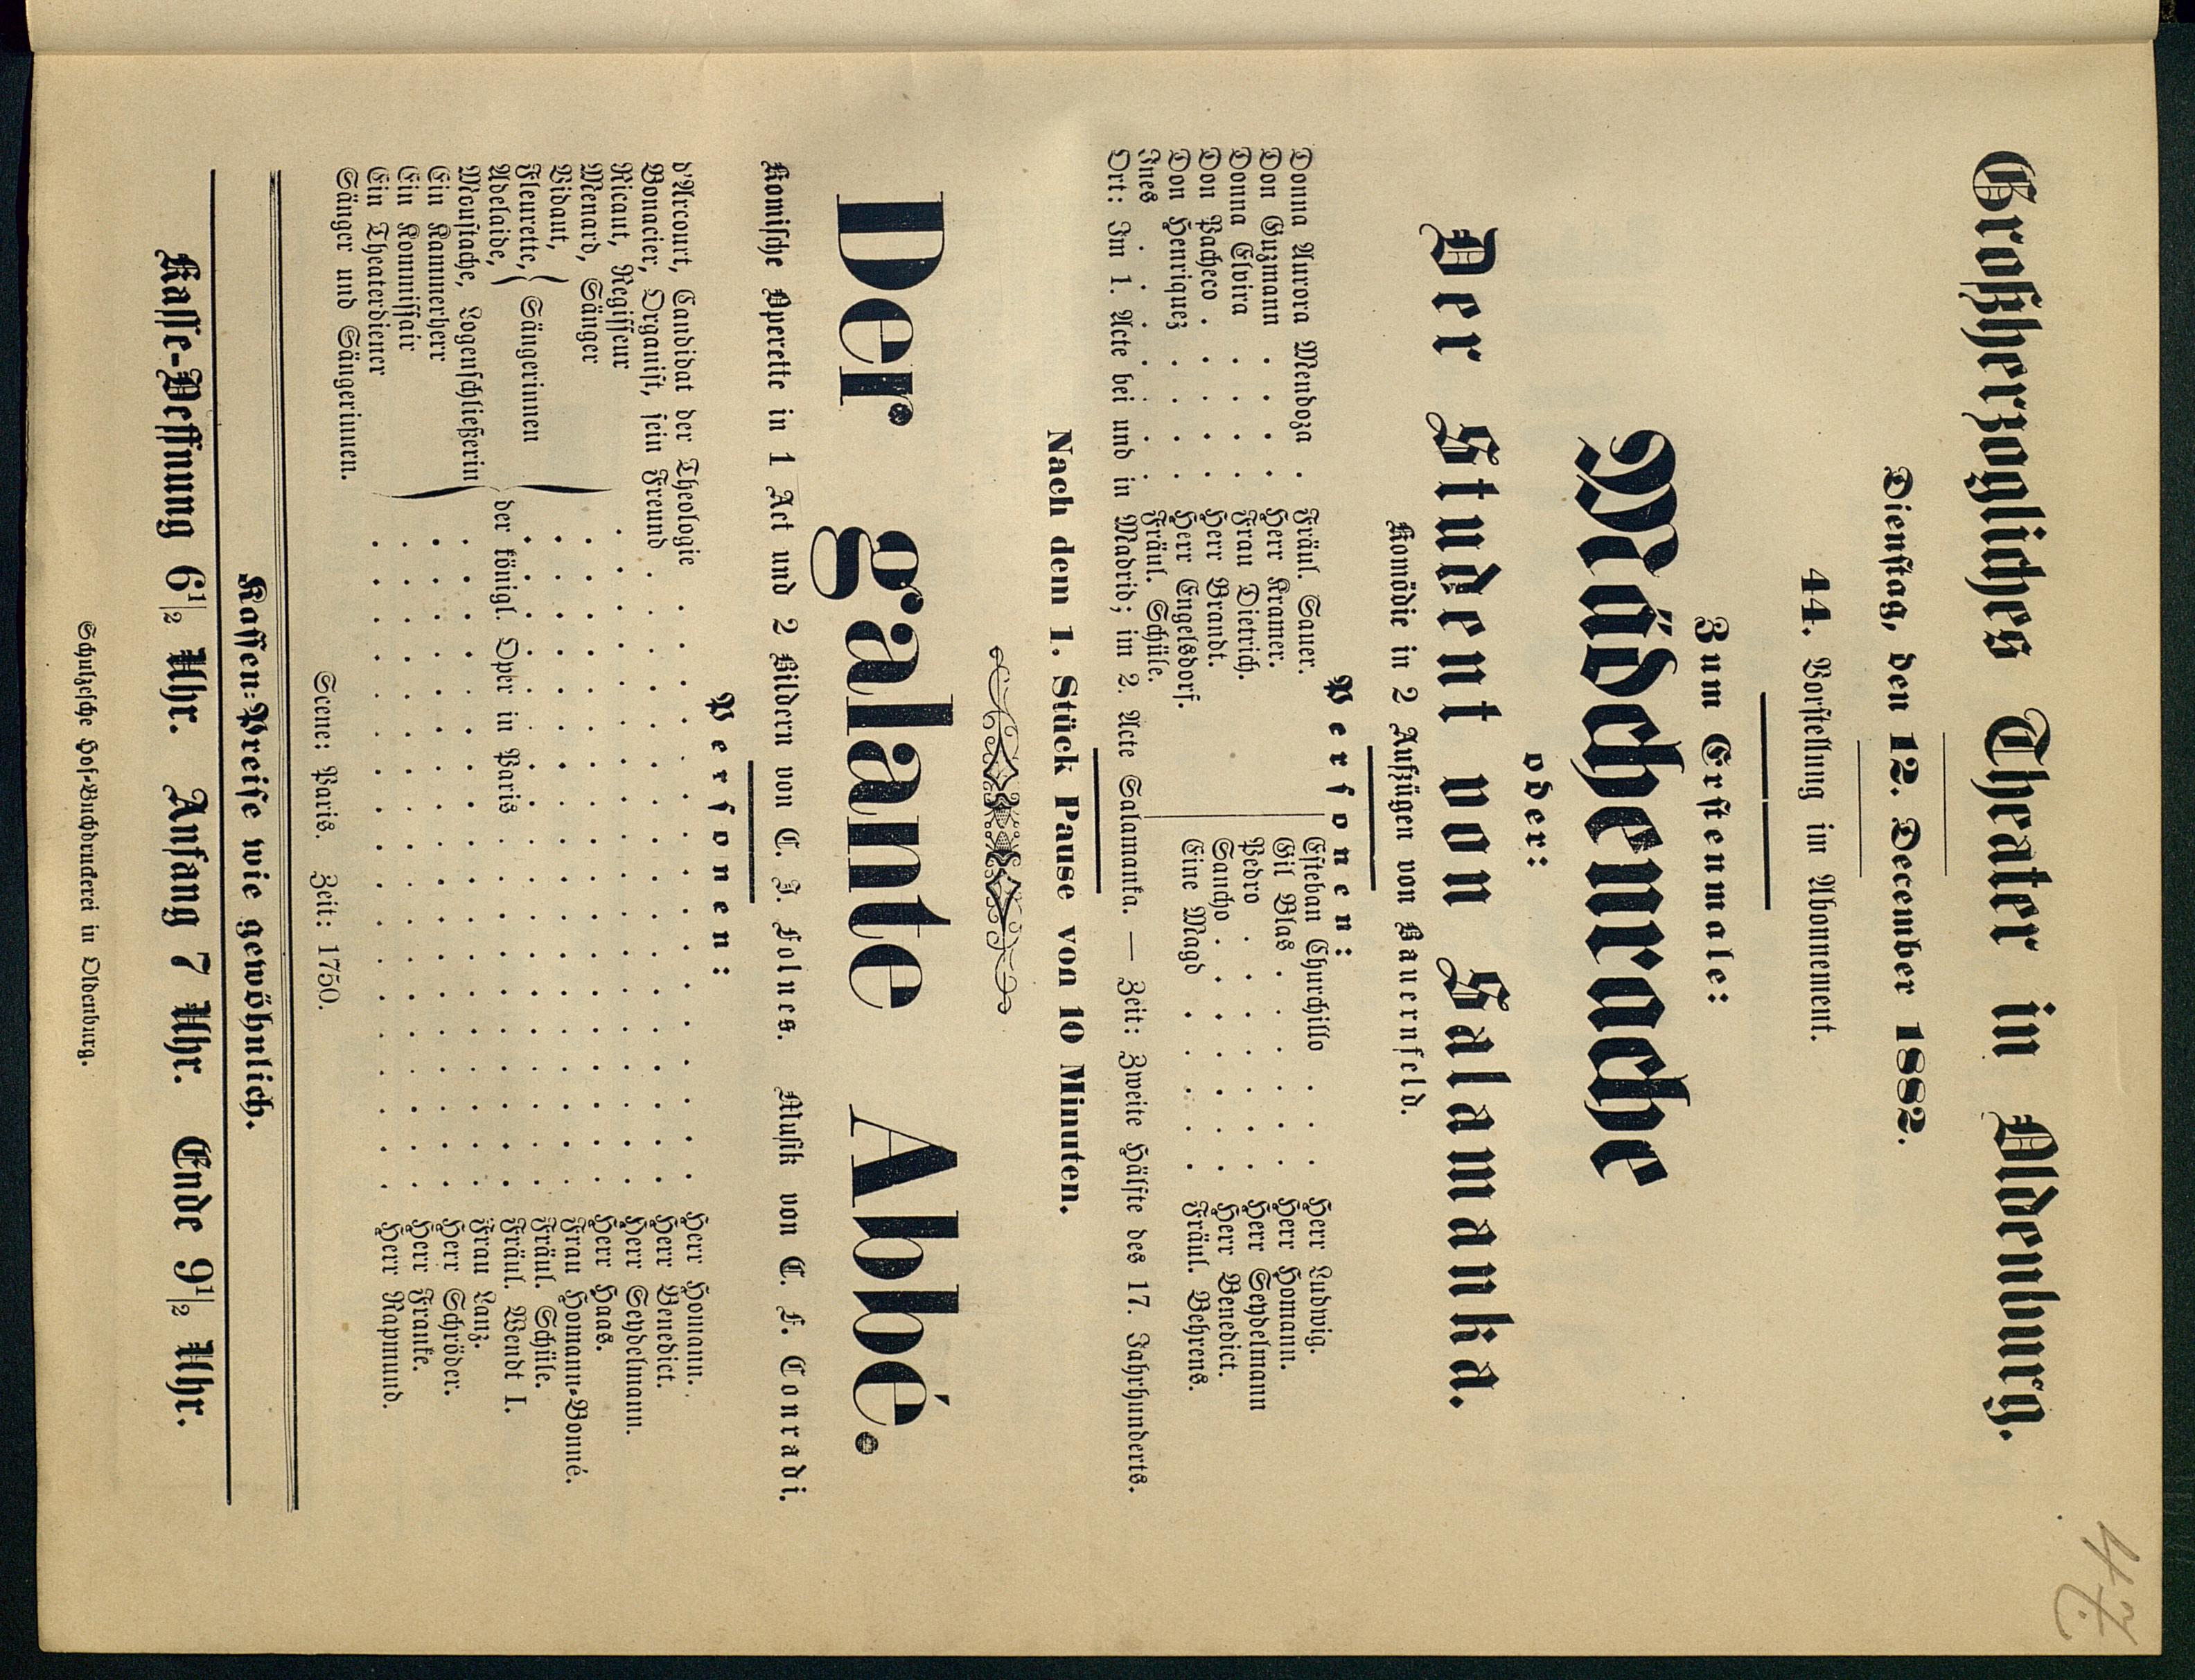 Großherzogliches Theater in Oldenburg.
Dienstag, den 12. December 1882.
44. Vorstellung im Abonnement.
Zum Erstenmale:
Mädchenrache
oder:
Der Student von Salamanka.
Komödie in 2 Aufzügen von Bauernfeld.
Personen:
Donna Aurora Mendoza . Fräul. Sauer.
Don Guzmann . . . . Herr Kramer.
Donna Elvira . . . . Frau Dietrich.
Don Pacheco . . . . . Herr Brandt.
Don Henriquez . . . . Herr Engelsdorf.
Ines . . . . . . . Fräul. Schüle.
Esteban Churchillo . . . Herr Ludwig.
Gil Blas . . . . . . Herr Homann.
Pedro . . . . . . . Herr Seydelmann
Sancho . . . . . . . Herr Benedict.
Eine Magd . . . . . Fräul. Behrens.
Ort: Im 1. Acte bei und in Madrid; im 2. Acte Salamanka. — Zeit: Zweite Hälfte des 17. Jahrhunderts.
Nach dem 1. Stück Pause von 10 Minuten.
Der galante Abbé.
Komische Operette in 1 Act und 2 Bildern von C. J. Folnes. Musik von C. F. Conradi.
Personen:
d'Arcourt, Candidat der Theologie . . . . Herr Homann.
Bonacier, Organist, sein Freund . . . . Herr Benedict.
Ricaut, Regisseur . . . . Herr Seydelmann.
Menard, Sänger . . . . Herr Haas.
Bidaut, . . . . Frau Homann-Bonné.
Fleurette, } Sängerinnen . . . . Fräul. Schüle.
Adelaide, } der königl. Oper in Paris . . . . Fräul. Wendt I.
Moustache, Logenschließerin . . . . Frau Lanz.
Ein Kammerherr . . . . Herr Schröder.
Ein Kommissair . . . . Herr Franke.
Ein Theaterdiener . . . . Herr Rapmund.
Sänger und Sängerinnen.
Scene: Paris. Zeit: 1750.
Kassen-Preise wie gewöhnlich.
Kasse-Oeffnung 6½ Uhr. Anfang 7 Uhr. Ende 9½ Uhr.
Schulzesche Hof-Buchdruckerei in Oldenburg.